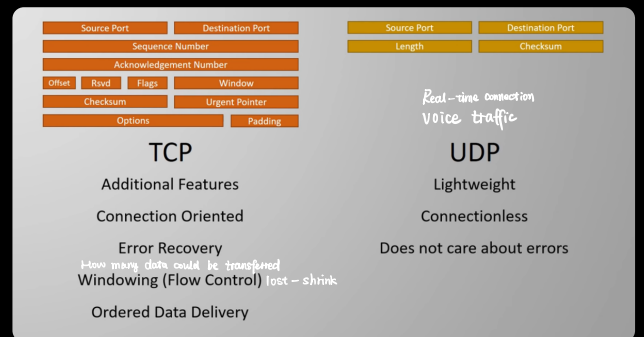 Source Port Destination Port
Sequence Number
Acknowledgement Number
Offset Rsvd Flags Window
Checksum Urgent Pointer
Options Padding
TCP
Additional Features
Connection Oriented
Error Recovery
How many data could be transferred
Windowing (Flow Control) lost - shrink
Ordered Data Delivery
Source Port Destination Port
Length Checksum
Real-time connection
voice traffic
UDP
Lightweight
Connectionless
Does not care about errors